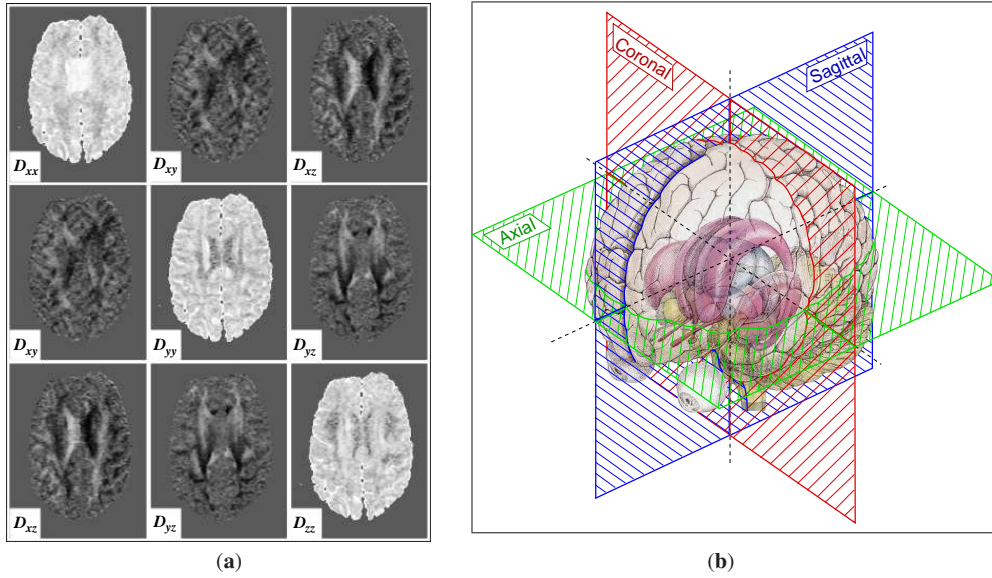 D_xx
D_xy
D_xz
D_xy
D_yy
D_yz
D_xz
D_yz
D_zz
(a)
Coronal
Sagittal
Axial
(b)